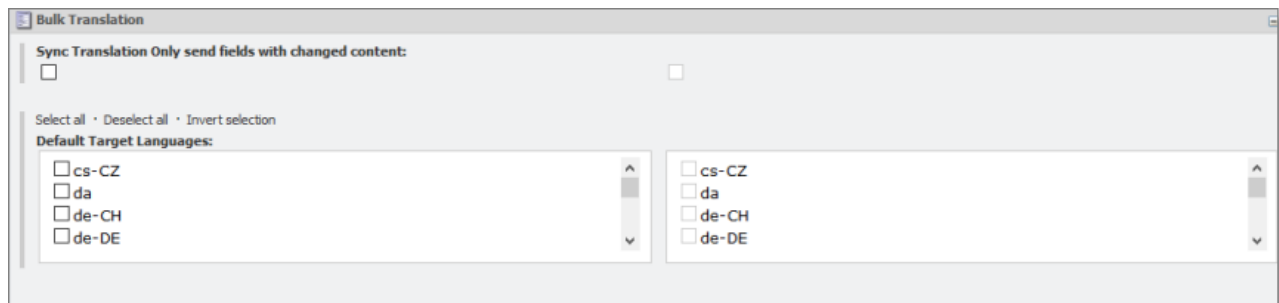 Bulk Translation
Sync Translation Only send fields with changed content:
Select all · Deselect all · Invert selection
Default Target Languages:
cs-CZ
da
de-CH
de-DE
cs-CZ
da
de-CH
de-DE